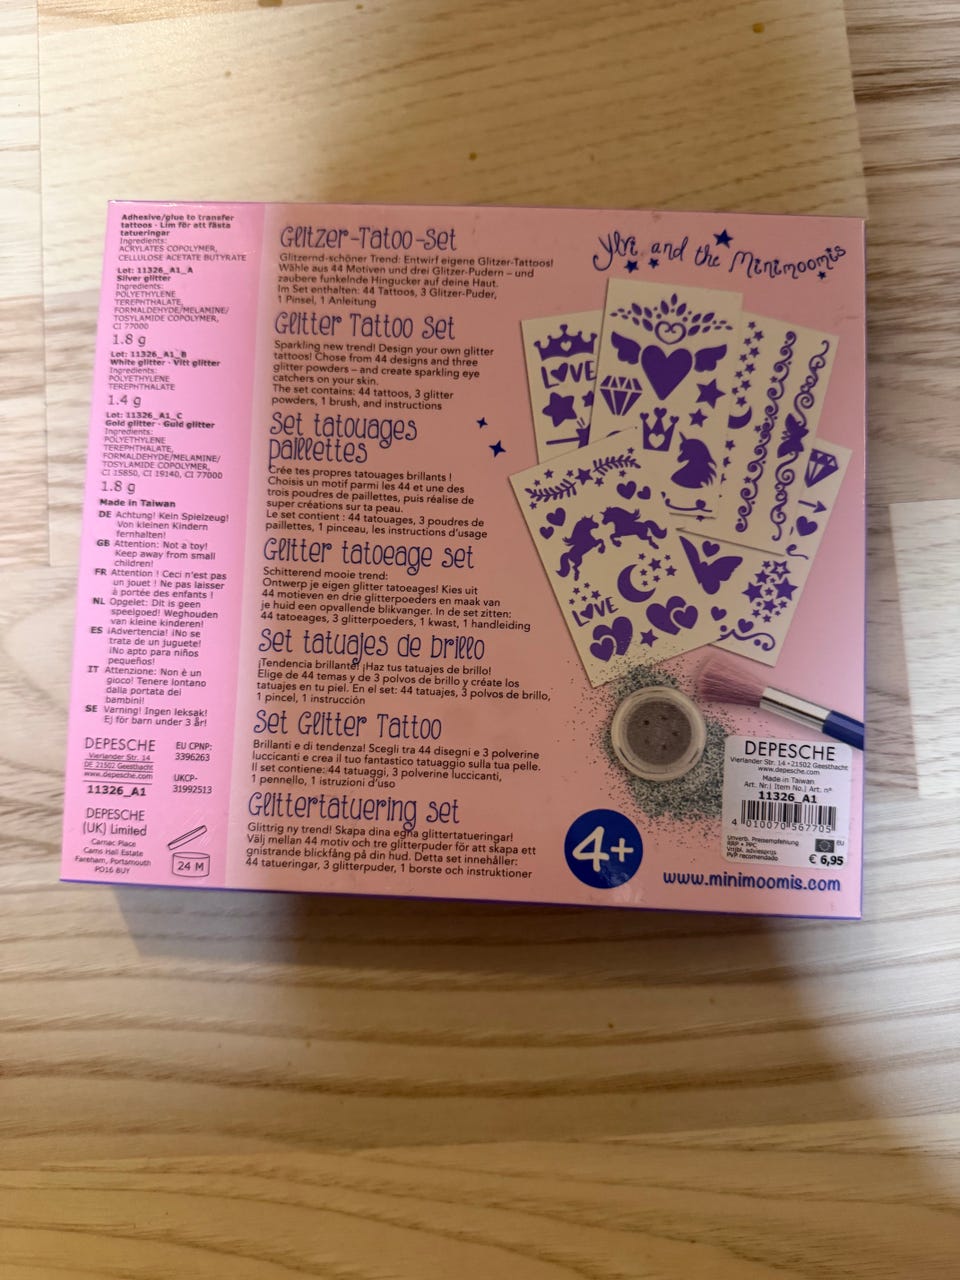 Adhesive/glue to transfer
tattoos - Lim för att fästa
tatueringar
Ingredients:
ACRYLATES COPOLYMER,
CELLULOSE ACETATE BUTYRATE
Lot: 11326_A1_A
Silver glitter
Ingredients:
POLYETHYLENE
TEREPHTHALATE,
FORMALDEHYDE/MELAMINE/
TOSYLAMIDE COPOLYMER,
CI 77000
1.8 g
Lot: 11326_A1_B
White glitter - Vitt glitter
Ingredients:
POLYETHYLENE
TEREPHTHALATE
1.4 g
Lot: 11326_A1_C
Gold glitter - Guld glitter
Ingredients:
POLYETHYLENE
TEREPHTHALATE,
FORMALDEHYDE/MELAMINE/
TOSYLAMIDE COPOLYMER,
CI 15850, CI 19140, CI 77000
1.8 g
Made in Taiwan
DE Achtung! Kein Spielzeug!
Von kleinen Kindern
fernhalten!
GB Attention: Not a toy!
Keep away from small
children!
FR Attention ! Ceci n'est pas
un jouet ! Ne pas laisser
à portée des enfants !
NL Opgelet: Dit is geen
speelgoed! Weghouden
van kleine kinderen!
ES ¡Advertencia! ¡No se
trata de un juguete!
¡No apto para niños
pequeños!
IT Attenzione: Non è un
gioco! Tenere lontano
dalla portata dei
bambini!
SE Varning! Ingen leksak!
Ej för barn under 3 år!
DEPESCHE
Vierlander Str. 14
DE 21502 Geesthacht
www.depesche.com
11326_A1
EU CPNP:
3396263
UKCP-
31992513
DEPESCHE
(UK) Limited
Carnac Place
Cams Hall Estate
Fareham, Portsmouth
PO16 8UY
24 M
Glitzer-Tatoo-Set
Glitzernd-schöner Trend: Entwirf eigene Glitzer-Tattoos!
Wähle aus 44 Motiven und drei Glitzer-Pudern – und
zaubere funkelnde Hingucker auf deine Haut.
Im Set enthalten: 44 Tattoos, 3 Glitzer-Puder,
1 Pinsel, 1 Anleitung
Glitter Tattoo Set
Sparkling new trend! Design your own glitter
tattoos! Chose from 44 designs and three
glitter powders – and create sparkling eye
catchers on your skin.
The set contains: 44 tattoos, 3 glitter
powders, 1 brush, and instructions
Set tatouages
paillettes
Crée tes propres tatouages brillants !
Choisis un motif parmi les 44 et une des
trois poudres de paillettes, puis réalise de
super créations sur ta peau.
Le set contient : 44 tatouages, 3 poudres de
paillettes, 1 pinceau, les instructions d'usage
Glitter tatoeage set
Schitterend mooie trend:
Ontwerp je eigen glitter tatoeages! Kies uit
44 motieven en drie glitterpoeders en maak van
je huid een opvallende blikvanger. In de set zitten:
44 tatoeages, 3 glitterpoeders, 1 kwast, 1 handleiding
Set tatuajes de brillo
¡Tendencia brillante! ¡Haz tus tatuajes de brillo!
Elige de 44 temas y de 3 polvos de brillo y créate los
tatuajes en tu piel. En el set: 44 tatuajes, 3 polvos de brillo,
1 pincel, 1 instrucción
Set Glitter Tattoo
Brillanti e di tendenza! Scegli tra 44 disegni e 3 polverine
luccicanti e crea il tuo fantastico tatuaggio sulla tua pelle.
Il set contiene: 44 tatuaggi, 3 polverine luccicanti,
1 pennello, 1 istruzioni d'uso
Glittertatuering set
Glittrig ny trend! Skapa dina egna glittertatueringar!
Välj mellan 44 motiv och tre glitterpuder för att skapa ett
gnistrande blickfång på din hud. Detta set innehåller:
44 tatueringar, 3 glitterpuder, 1 borste och instruktioner
Ylvi and the Minimoomis
LOVE
LOVE
4+
DEPESCHE
Vierlander Str. 14 • 21502 Geesthacht
www.depesche.com
Made in Taiwan
Art. Nr.| Item No.| Art. n°
11326_A1
4 010070 567705
Unverb. Preisempfehlung
RRP • PPC
Vrijbl. adviesprijs
PVP recomendado
EU
€ 6,95
www.minimoomis.com